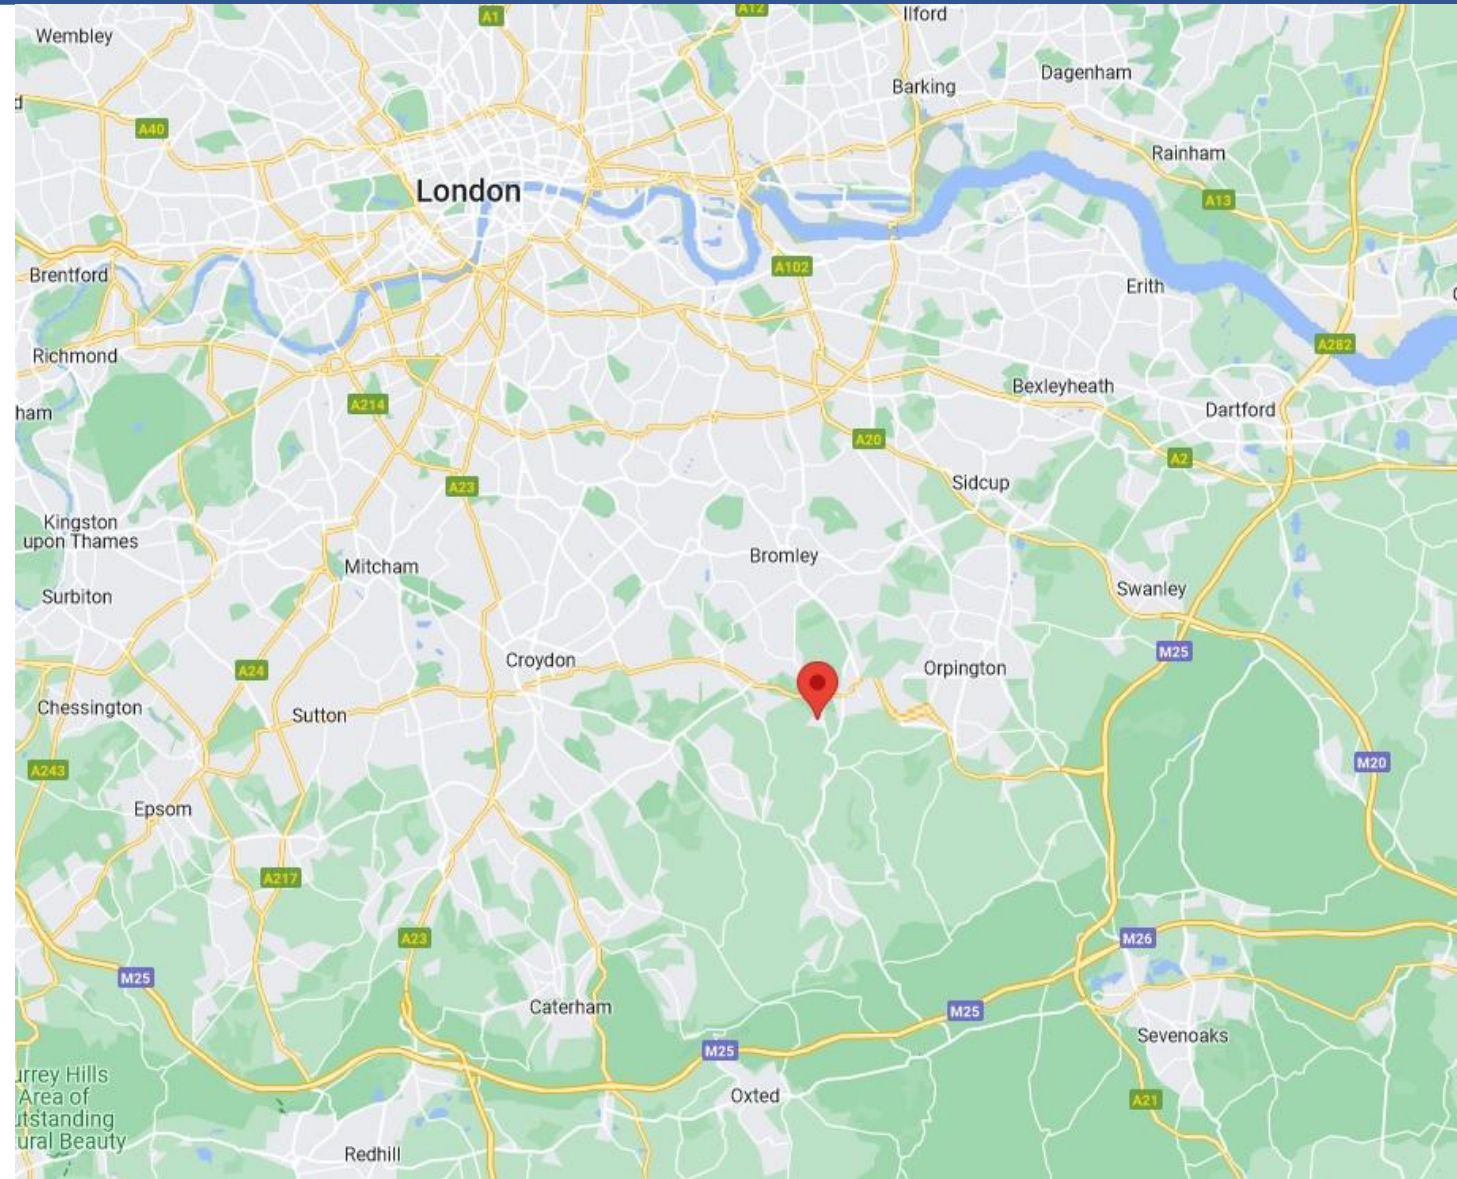 A1
A12
Ilford
Wembley
Dagenham
Barking
d
A40
Rainham
London
A13
Brentford
A102
Erith
Richmond
A282
Bexleyheath
ham
A214
Dartford
A20
A2
Sidcup
A23
Kingston
upon Thames
Bromley
Mitcham
Swanley
Surbiton
M25
Croydon
Orpington
A24
Chessington
Sutton
M20
A243
Epsom
A217
A23
M26
M25
Caterham
M25
Sevenoaks
M25
urrey Hills
Area of
utstanding
ural Beauty
Oxted
A21
Redhill